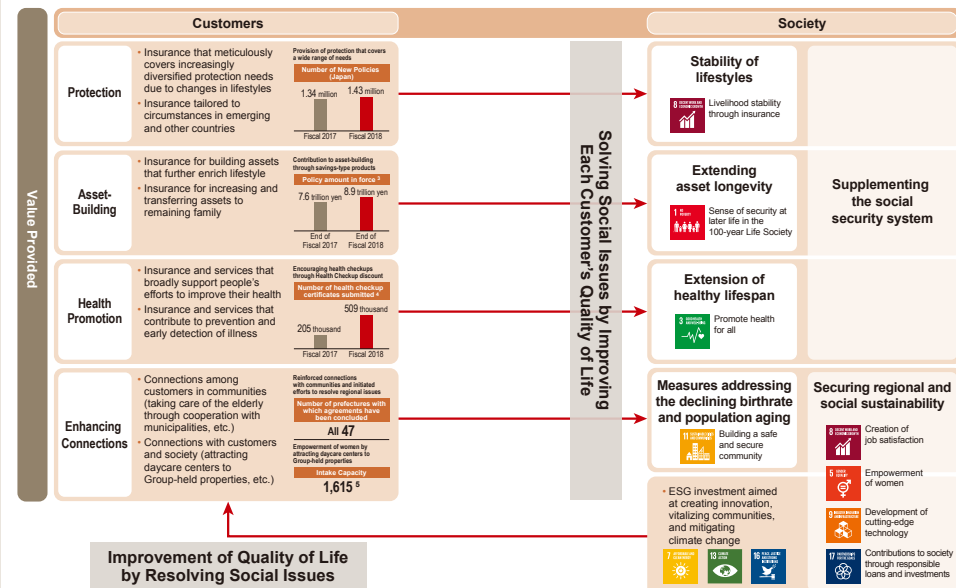 Customers
Society
Value Provided
Protection
• Insurance that meticulously
covers increasingly
diversified protection needs
due to changes in lifestyles
• Insurance tailored to
circumstances in emerging
and other countries
Provision of protection that covers
a wide range of needs
Number of New Policies
(Japan)
1.34 million
1.43 million
Fiscal 2017
Fiscal 2018
Asset-
Building
• Insurance for building assets
that further enrich lifestyle
• Insurance for increasing and
transferring assets to
remaining family
Contribution to asset-building
through savings-type products
Policy amount in force 3
7.6 trillion yen
8.9 trillion yen
End of
Fiscal 2017
End of
Fiscal 2018
Health
Promotion
• Insurance and services that
broadly support people's
efforts to improve their health
• Insurance and services that
contribute to prevention and
early detection of illness
Encouraging health checkups
through Health Checkup discount
Number of health checkup
certificates submitted 4
205 thousand
509 thousand
Fiscal 2017
Fiscal 2018
Enhancing
Connections
• Connections among
customers in communities
(taking care of the elderly
through cooperation with
municipalities, etc.)
• Connections with customers
and society (attracting
daycare centers to
Group-held properties, etc.)
Reinforced connections
with communities and initiated
efforts to resolve regional issues
Number of prefectures with
which agreements have
been concluded
All 47
Empowerment of women by
attracting daycare centers to
Group-held properties
Intake Capacity
1,615 5
Solving Social Issues by Improving
Each Customer's Quality of Life
Stability of
lifestyles
8
Livelihood stability
through insurance
Extending
asset longevity
1
Sense of security at
later life in the
100-year Life Society
Extension of
healthy lifespan
3
Promote health
for all
Supplementing
the social
security system
Measures addressing
the declining birthrate
and population aging
11
Building a safe
and secure
community
Securing regional and
social sustainability
8
Creation of
job satisfaction
5
Empowerment
of women
9
Development of
cutting-edge
technology
17
Contributions to society
through responsible
loans and investments
• ESG investment aimed
at creating innovation,
vitalizing communities,
and mitigating
climate change
7
13
16
Improvement of Quality of Life
by Resolving Social Issues